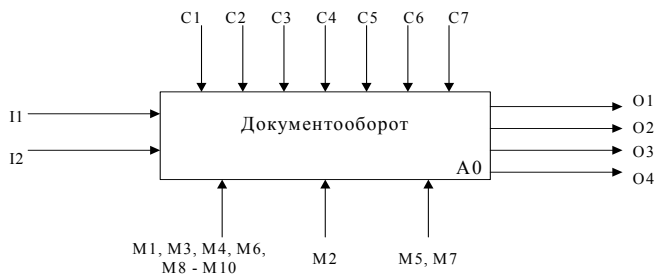 C1 C2 C3 C4 C5 C6 C7
I1
I2
Документооборот
A0
O1
O2
O3
O4
M1, M3, M4, M6,
M8 - M10
M2
M5, M7